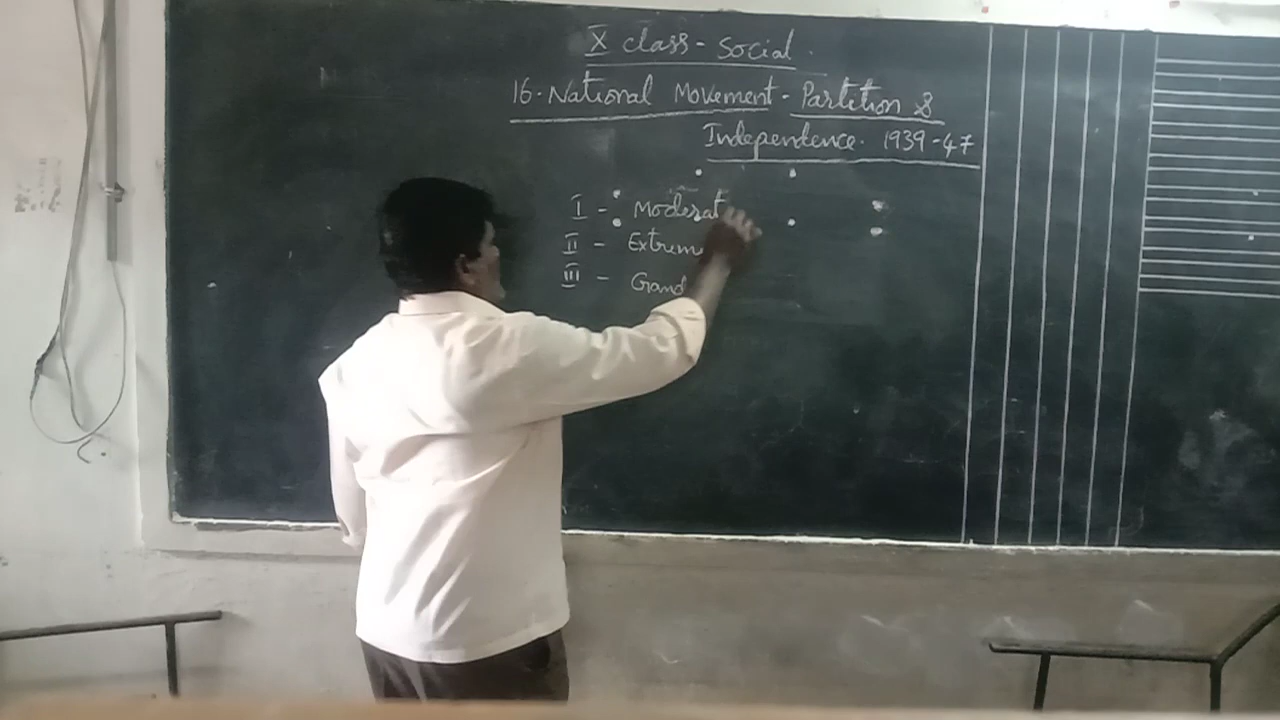 X class - Social.
16. National Movement - Partition &
Independence. 1939-47
I - Moderat
II - Extrem
III - Gand